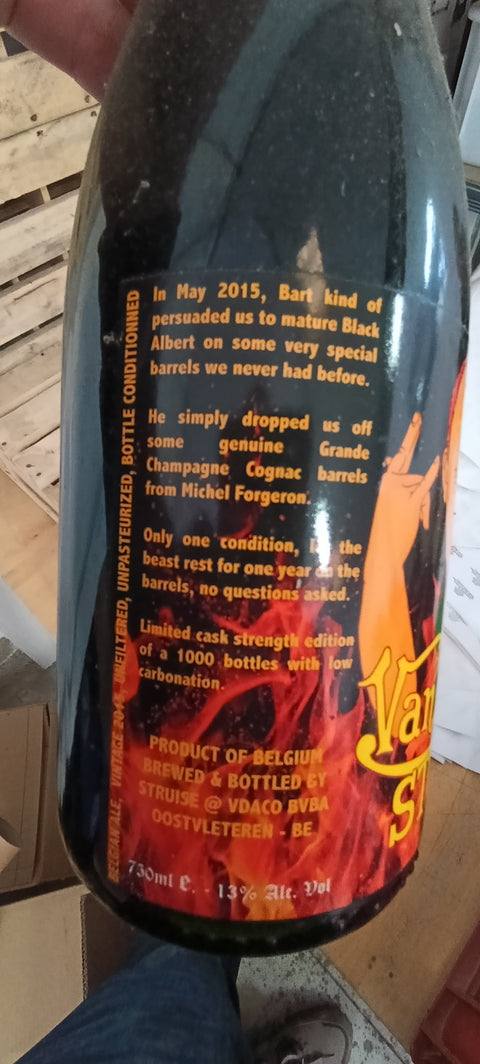 In May 2015, Bart kind of
persuaded us to mature Black
Albert on some very special
barrels we never had before.
He simply dropped us off
some genuine Grande
Champagne Cognac barrels
from Michel Forgeron.
Only one condition, the
beast rest for one year the
barrels, no questions asked.
Limited cask strength edition
of a 1000 bottles with low
carbonation.
PRODUCT OF BELGIUM
BREWED & BOTTLED BY
STRUISE @ VDACO BVBA
OOSTVLETEREN - BE
750ml e. - 13% Alc. Vol
BELGIAN ALE, VINTAGE UNFILTERED, UNPASTEURIZED, BOTTLE CONDITIONNED
Van
ST